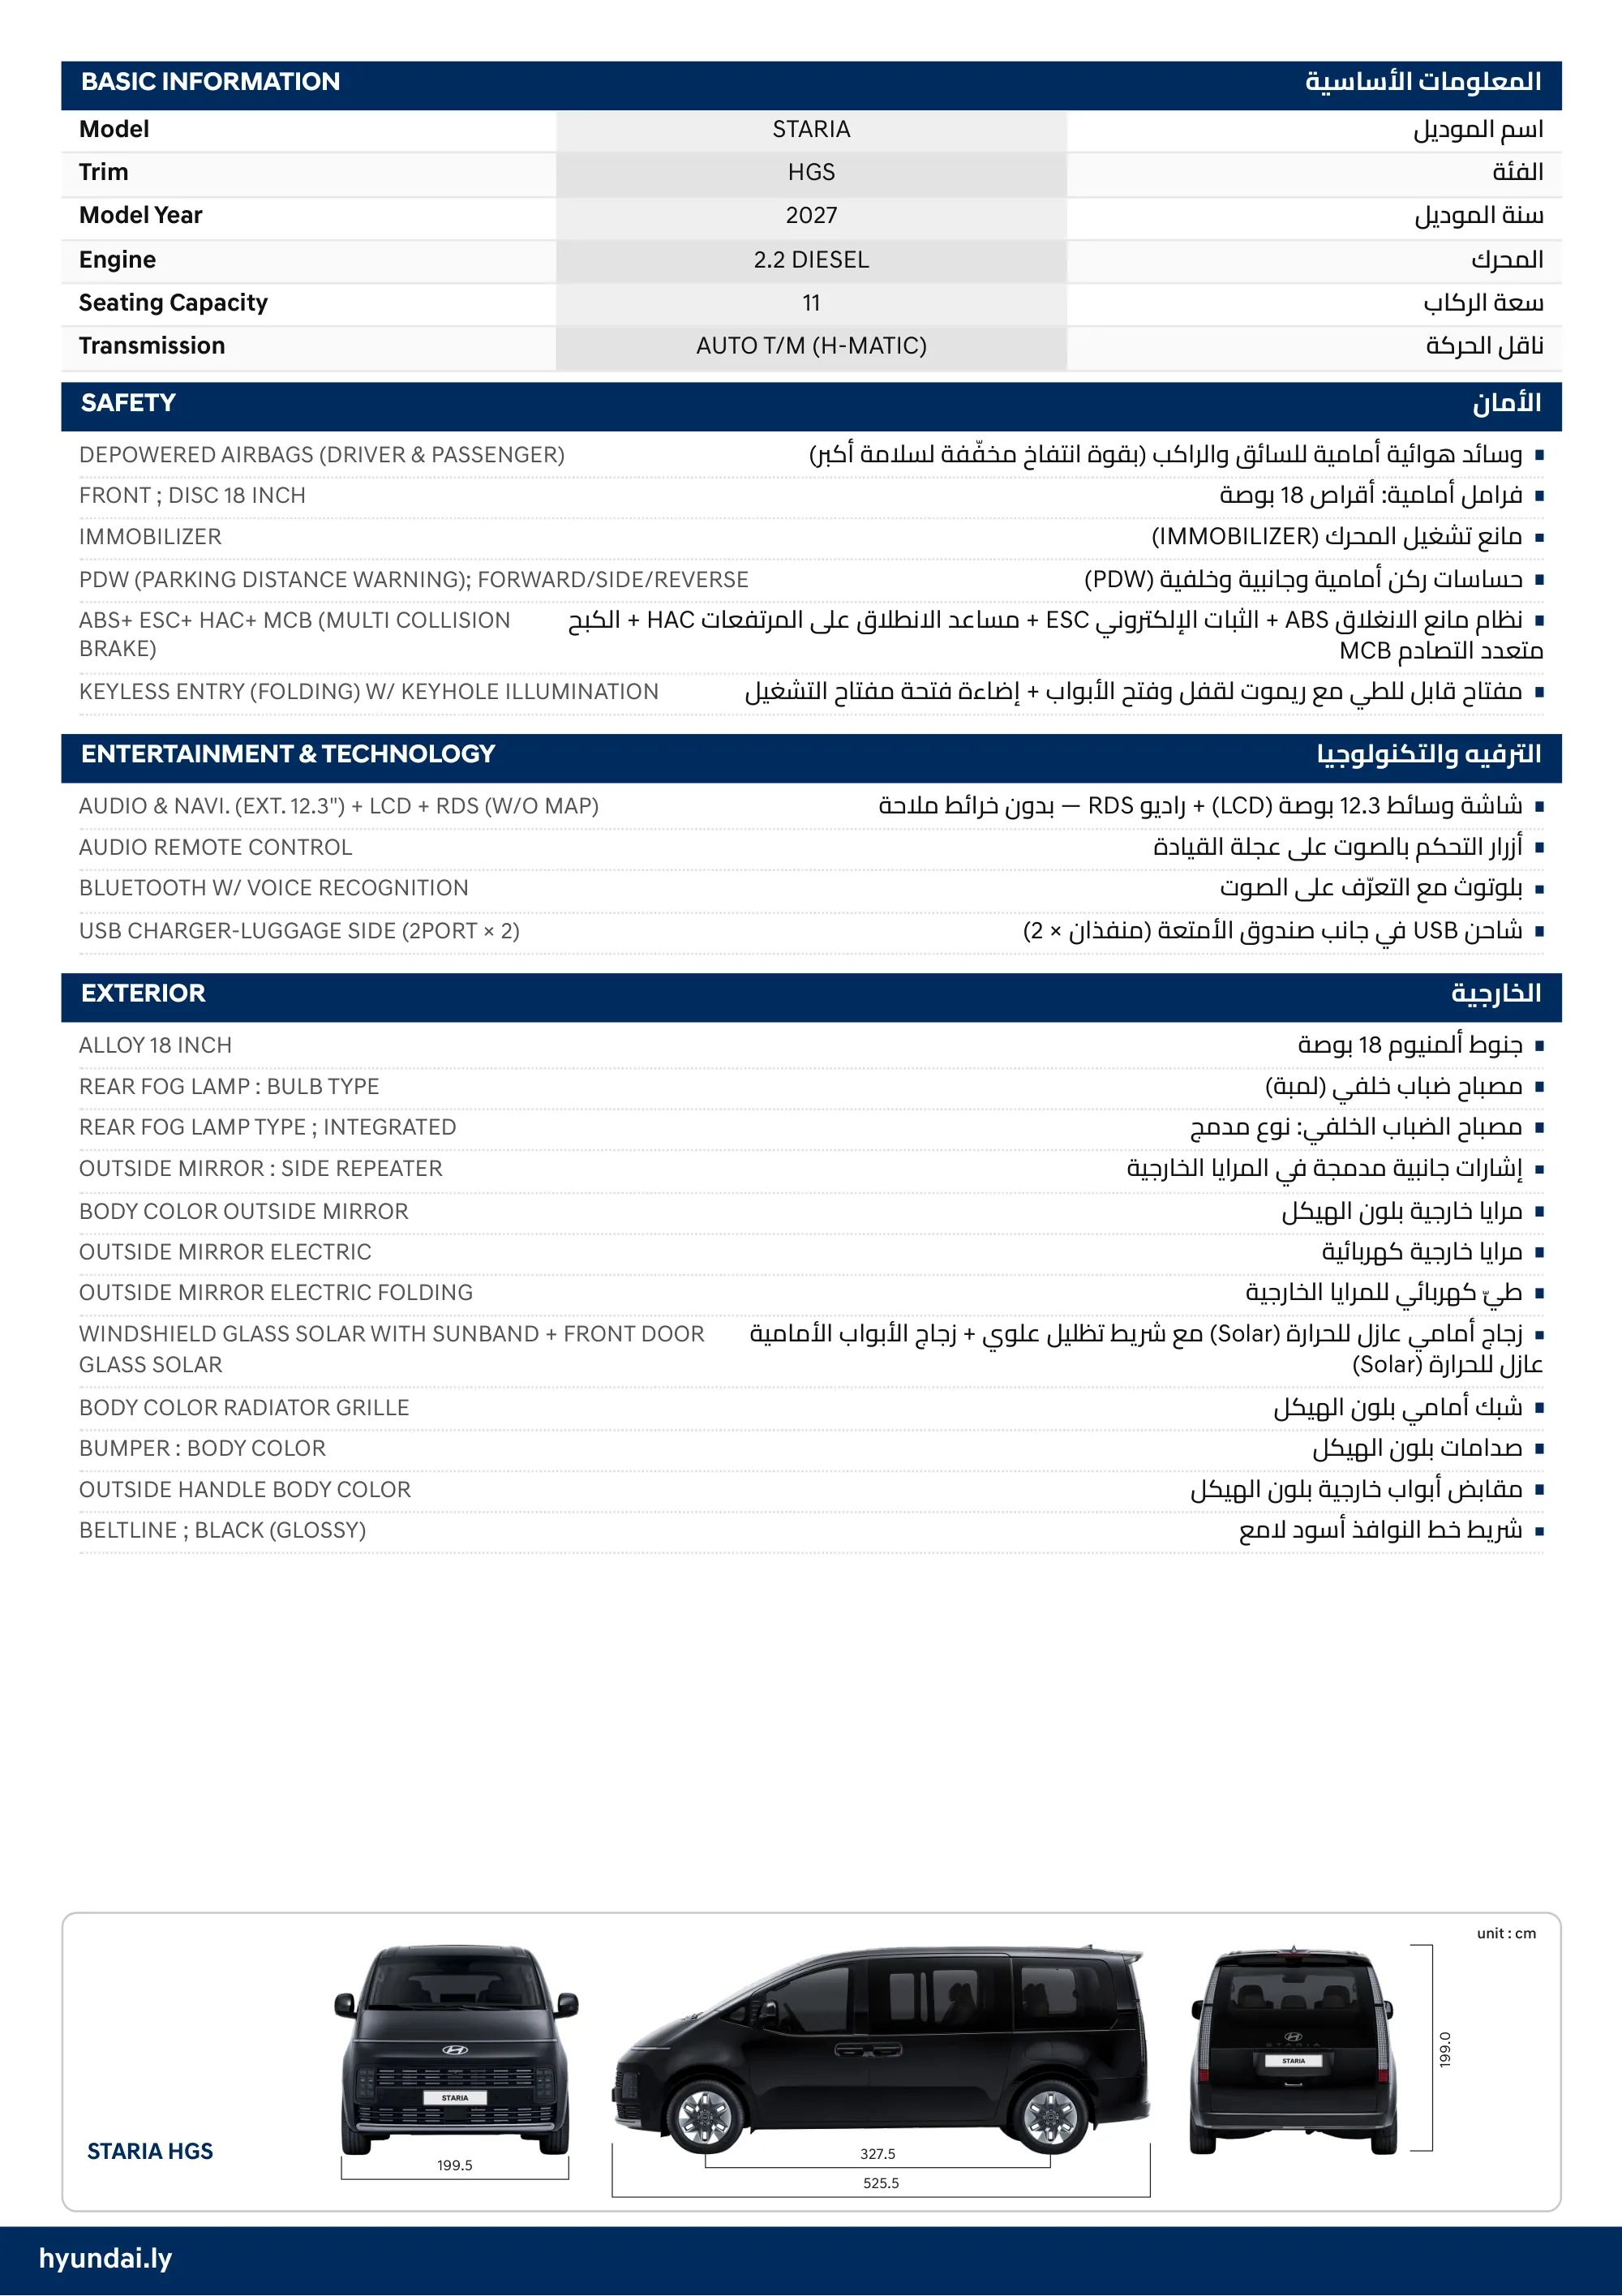 BASIC INFORMATION المعلومات الأساسية
Model STARIA اسم الموديل
Trim HGS الفئة
Model Year 2027 سنة الموديل
Engine 2.2 DIESEL المحرك
Seating Capacity 11 سعة الركاب
Transmission AUTO T/M (H-MATIC) ناقل الحركة
SAFETY الأمان
DEPOWERED AIRBAGS (DRIVER & PASSENGER) وسائد هوائية أمامية للسائق والراكب (بقوة انتفاخ مخفّفة لسلامة أكبر)
FRONT ; DISC 18 INCH فرامل أمامية: أقراص 18 بوصة
IMMOBILIZER مانع تشغيل المحرك (IMMOBILIZER)
PDW (PARKING DISTANCE WARNING); FORWARD/SIDE/REVERSE حساسات ركن أمامية وجانبية وخلفية (PDW)
ABS+ ESC+ HAC+ MCB (MULTI COLLISION
BRAKE)
نظام مانع الانغلاق ABS + الثبات الإلكتروني ESC + مساعد الانطلاق على المرتفعات HAC + الكبح
متعدد التصادم MCB
KEYLESS ENTRY (FOLDING) W/ KEYHOLE ILLUMINATION مفتاح قابل للطي مع ريموت لقفل وفتح الأبواب + إضاءة فتحة مفتاح التشغيل
ENTERTAINMENT & TECHNOLOGY الترفيه والتكنولوجيا
AUDIO & NAVI. (EXT. 12.3") + LCD + RDS (W/O MAP) شاشة وسائط 12.3 بوصة (LCD) + راديو RDS — بدون خرائط ملاحة
AUDIO REMOTE CONTROL أزرار التحكم بالصوت على عجلة القيادة
BLUETOOTH W/ VOICE RECOGNITION بلوتوث مع التعرّف على الصوت
USB CHARGER-LUGGAGE SIDE (2PORT × 2) شاحن USB في جانب صندوق الأمتعة (منفذان × 2)
EXTERIOR الخارجية
ALLOY 18 INCH جنوط ألمنيوم 18 بوصة
REAR FOG LAMP : BULB TYPE مصباح ضباب خلفي (لمبة)
REAR FOG LAMP TYPE ; INTEGRATED مصباح الضباب الخلفي: نوع مدمج
OUTSIDE MIRROR : SIDE REPEATER إشارات جانبية مدمجة في المرايا الخارجية
BODY COLOR OUTSIDE MIRROR مرايا خارجية بلون الهيكل
OUTSIDE MIRROR ELECTRIC مرايا خارجية كهربائية
OUTSIDE MIRROR ELECTRIC FOLDING طيّ كهربائي للمرايا الخارجية
WINDSHIELD GLASS SOLAR WITH SUNBAND + FRONT DOOR
GLASS SOLAR
زجاج أمامي عازل للحرارة (Solar) مع شريط تظليل علوي + زجاج الأبواب الأمامية
عازل للحرارة (Solar)
BODY COLOR RADIATOR GRILLE شبك أمامي بلون الهيكل
BUMPER : BODY COLOR صدامات بلون الهيكل
OUTSIDE HANDLE BODY COLOR مقابض أبواب خارجية بلون الهيكل
BELTLINE ; BLACK (GLOSSY) شريط خط النوافذ أسود لامع
unit : cm
STARIA
STARIA
STARIA
199.0
STARIA HGS
199.5
327.5
525.5
hyundai.ly